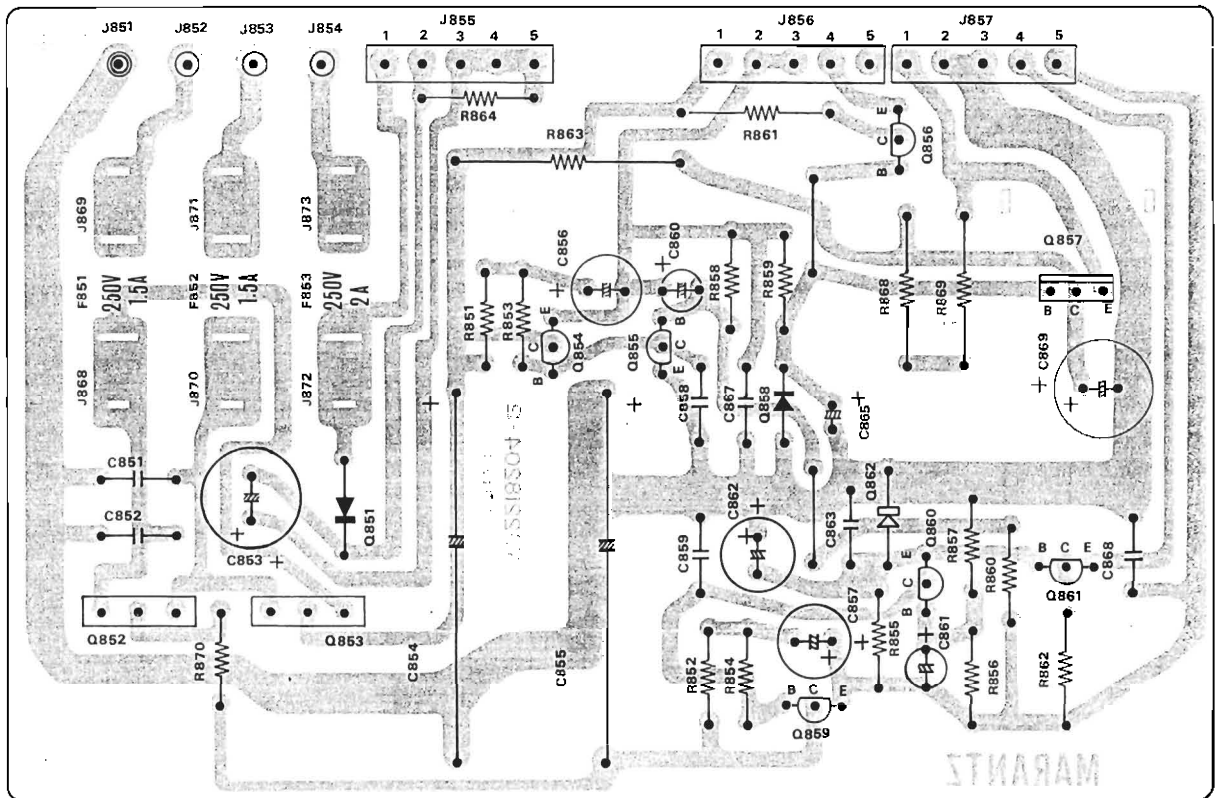 J851 J852 J853 J854 J855 J856 J857
1 2 3 4 5
1 2 3 4 5
1 2 3 4 5
R864
R863
R861
E
C
B
Q856
J869
J871
J873
F851
250V
1.5A
F852
250V
1.5A
F853
250V
2A
J868
J870
J872
C856
+
C860
+
R858
R859
R868
R869
Q857
B C E
R851
R853
E
C
B
Q854
Q855
B
C
E
C869
+
+
+
+
C858
C867
Q858
C865
+
C851
C852
C853
+
+
Q851
C862
+
+
C863
Q862
Q860
E
C
B
R857
R860
B C E
Q861
C868
C859
C857
+
+
R855
C861
+
Q852
Q853
R870
C854
C855
R852
R854
B C E
Q859
R856
R862
MARANTZ